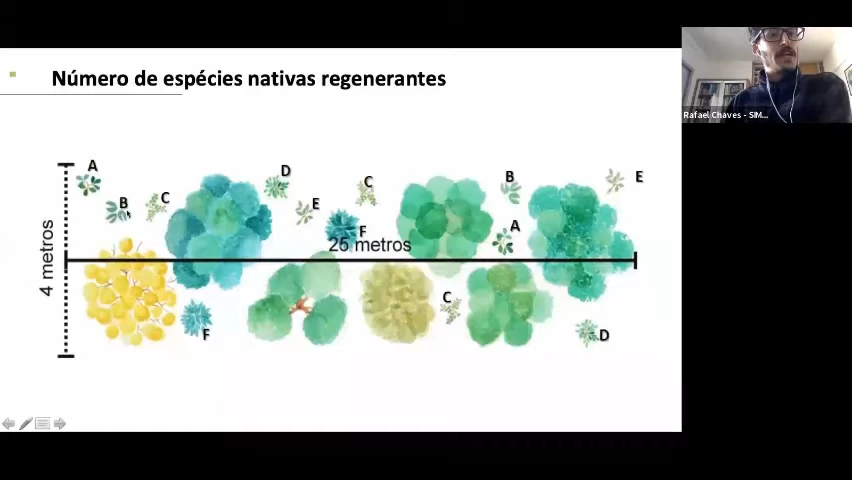 Número de espécies nativas regenerantes
Rafael Chaves - SIM...
A
B
C
D
E
C
F
25 metros
B
A
E
4 metros
F
C
D